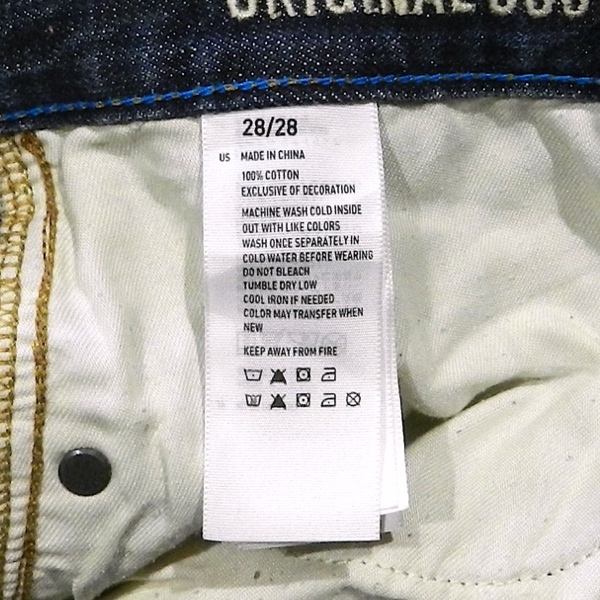 ORIGINAL
28/28
US MADE IN CHINA
100% COTTON
EXCLUSIVE OF DECORATION
MACHINE WASH COLD INSIDE
OUT WITH LIKE COLORS
WASH ONCE SEPARATELY IN
COLD WATER BEFORE WEARING
DO NOT BLEACH
TUMBLE DRY LOW
COOL IRON IF NEEDED
COLOR MAY TRANSFER WHEN
NEW
KEEP AWAY FROM FIRE